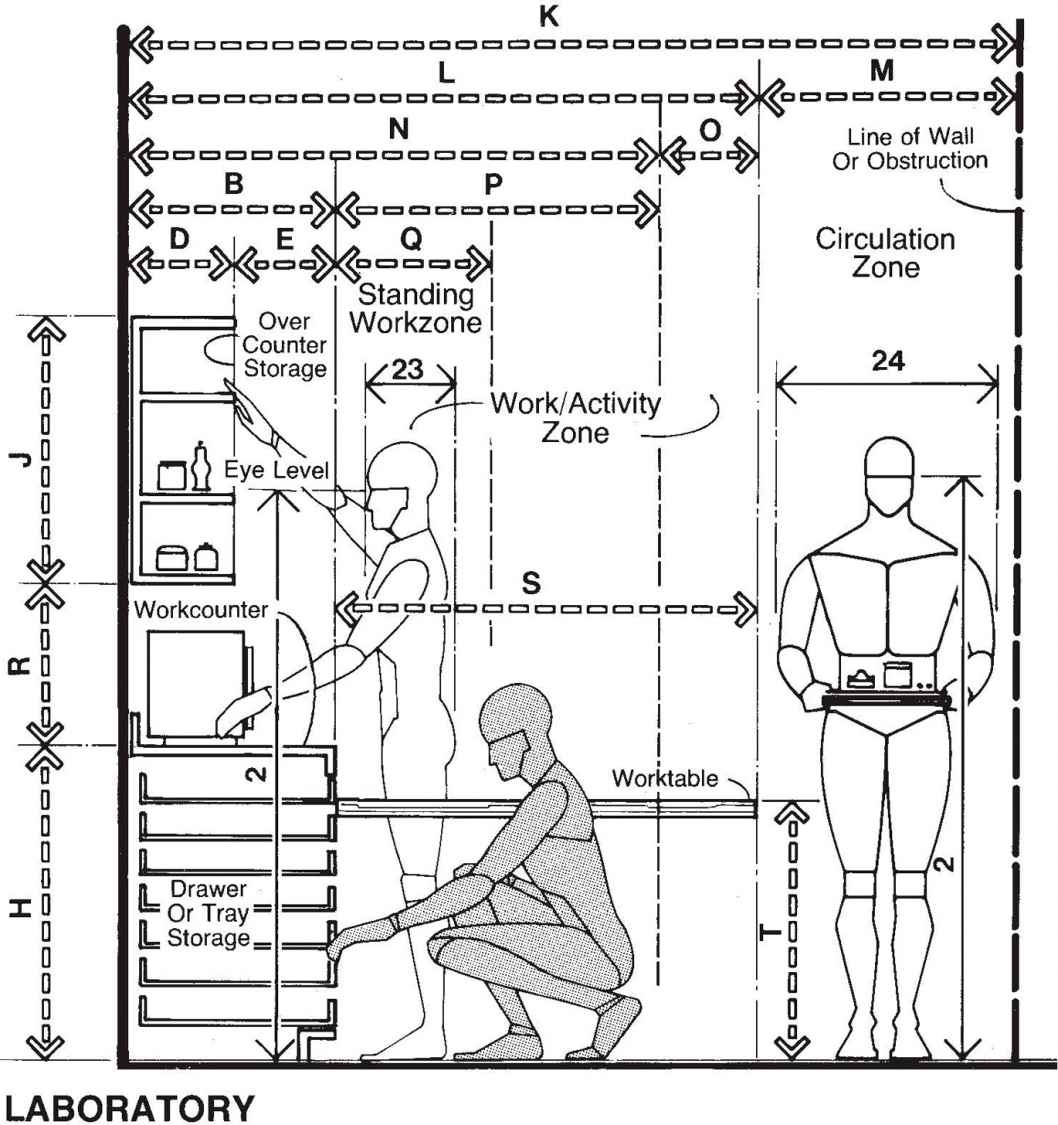 K
L
M
N
O
Line of Wall
Or Obstruction
B
P
D
E
Q
Circulation
Zone
Standing
Workzone
Over
Counter
Storage
23
24
Work/Activity
Zone
J
Eye Level
S
Workcounter
R
2
Worktable
2
Drawer
Or Tray
Storage
H
T
LABORATORY